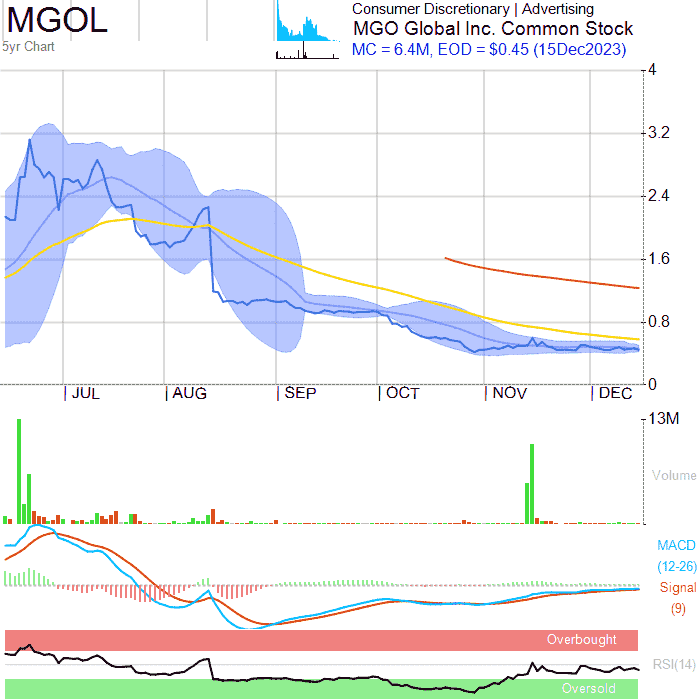 MGOL
5yr Chart
Consumer Discretionary | Advertising
MGO Global Inc. Common Stock
MC = 6.4M, EOD = $0.45 (15Dec2023)
4
3.2
2.4
1.6
0.8
0
JUL AUG SEP OCT NOV DEC
13M
Volume
MACD
(12-26)
Signal
(9)
Overbought
RSI(14)
Oversold